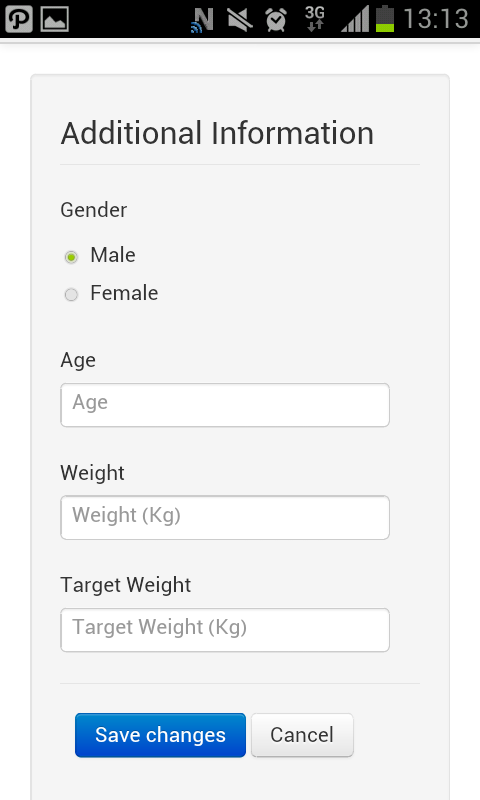 3G 13:13
Additional Information
Gender
Male
Female
Age
Age
Weight
Weight (Kg)
Target Weight
Target Weight (Kg)
Save changes Cancel